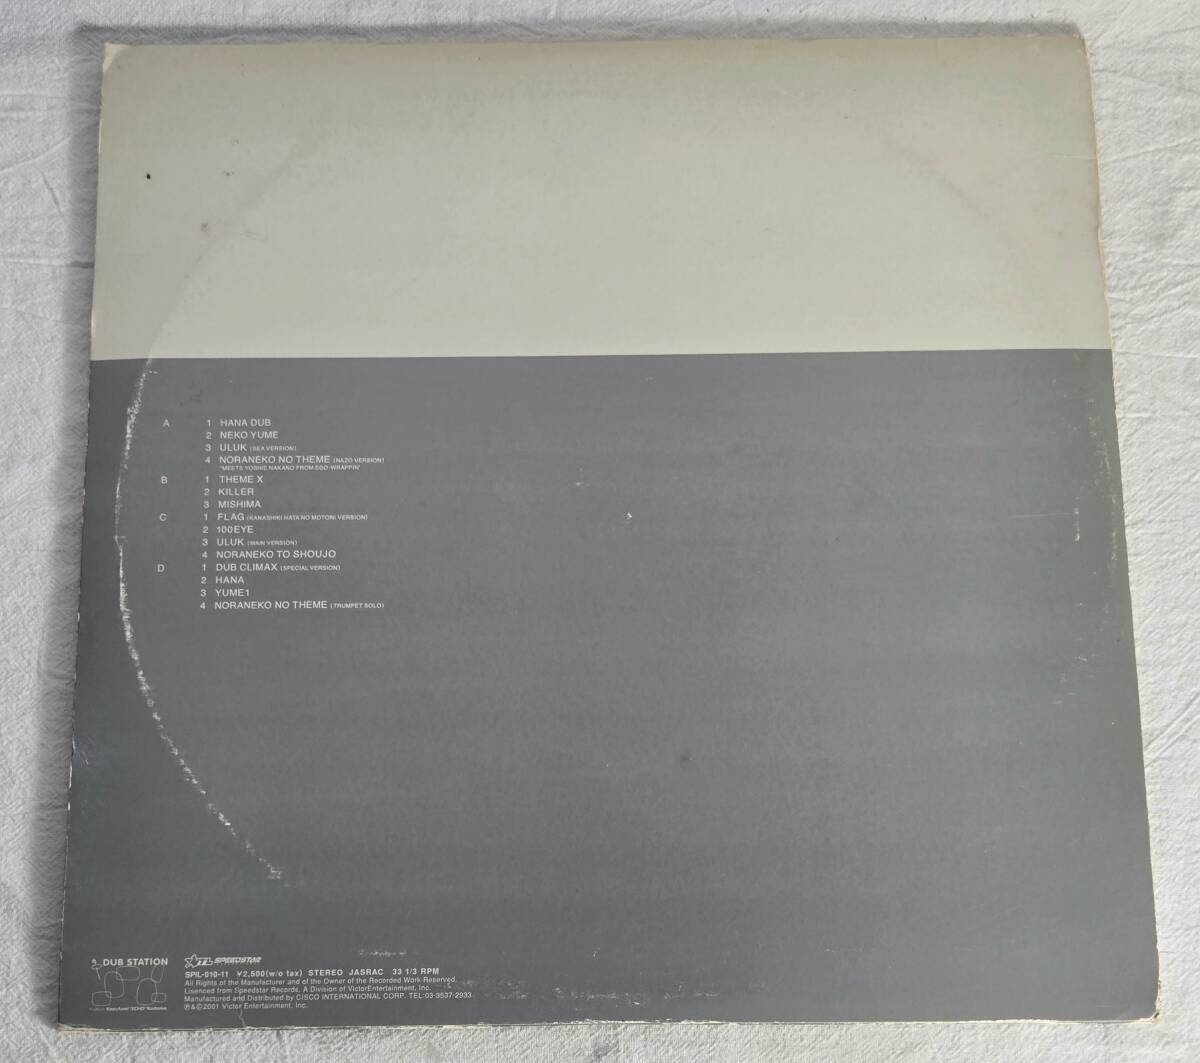 A 1 HANA DUB
2 NEKO YUME
3 ULUK (SEA VERSION)
4 NORANEKO NO THEME (NAZO VERSION)
"MEETS YOSHIE NAKANO FROM EGO-WRAPPIN'
B 1 THEME X
2 KILLER
3 MISHIMA
C 1 FLAG (KANASHIKI HATA NO MOTONI VERSION)
2 100EYE
3 ULUK (MAIN VERSION)
4 NORANEKO TO SHOUJO
D 1 DUB CLIMAX (SPECIAL VERSION)
2 HANA
3 YUME1
4 NORANEKO NO THEME (TRUMPET SOLO)
DUB STATION
SPEEDSTAR
SPIL-010-11 ¥2,500(w/o tax) STEREO JASRAC 33 1/3 RPM
All Rights of the Manufacturer and of the Owner of the Recorded Work Reserved.
Lisenced from Speedstar Records. A Division of VictorEntertainment, Inc.
Manufactured and Distributed by CISCO INTERNATIONAL CORP. TEL:03-3537-2933
℗&©2001 Victor Entertainment, Inc.
"ECHO" Kodama